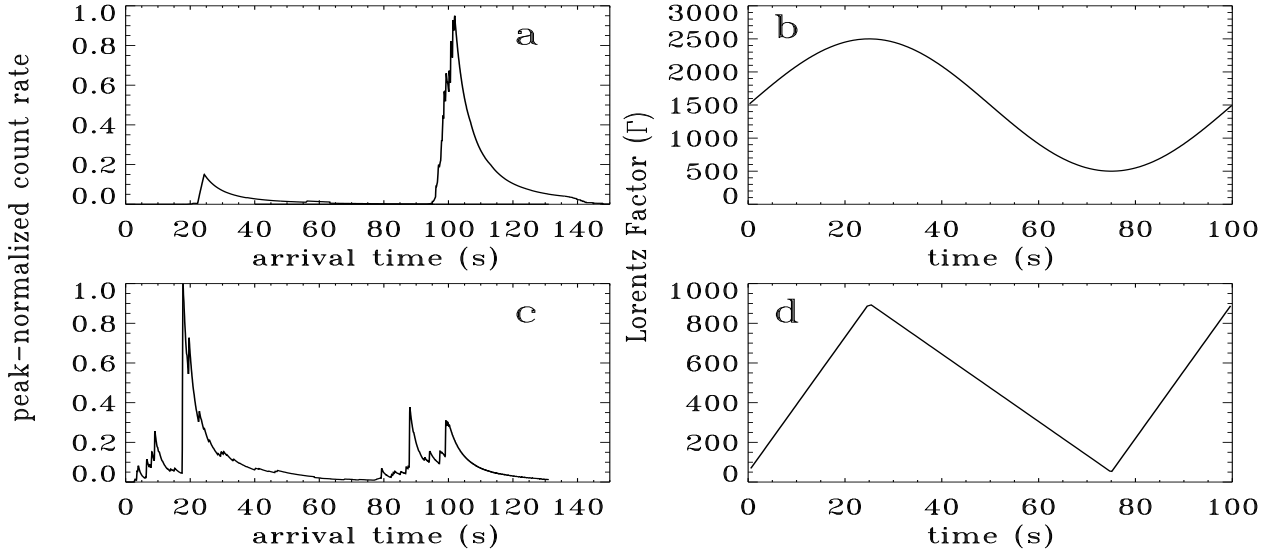 peak-normalized count rate
1.0
0.8
0.6
0.4
0.2
0.0
a
0 20 40 60 80 100 120 140
arrival time (s)
Lorentz Factor (Γ)
3000
2500
2000
1500
1000
500
0
b
0 20 40 60 80 100
time (s)
1.0
0.8
0.6
0.4
0.2
0.0
c
0 20 40 60 80 100 120 140
arrival time (s)
1000
800
600
400
200
0
d
0 20 40 60 80 100
time (s)